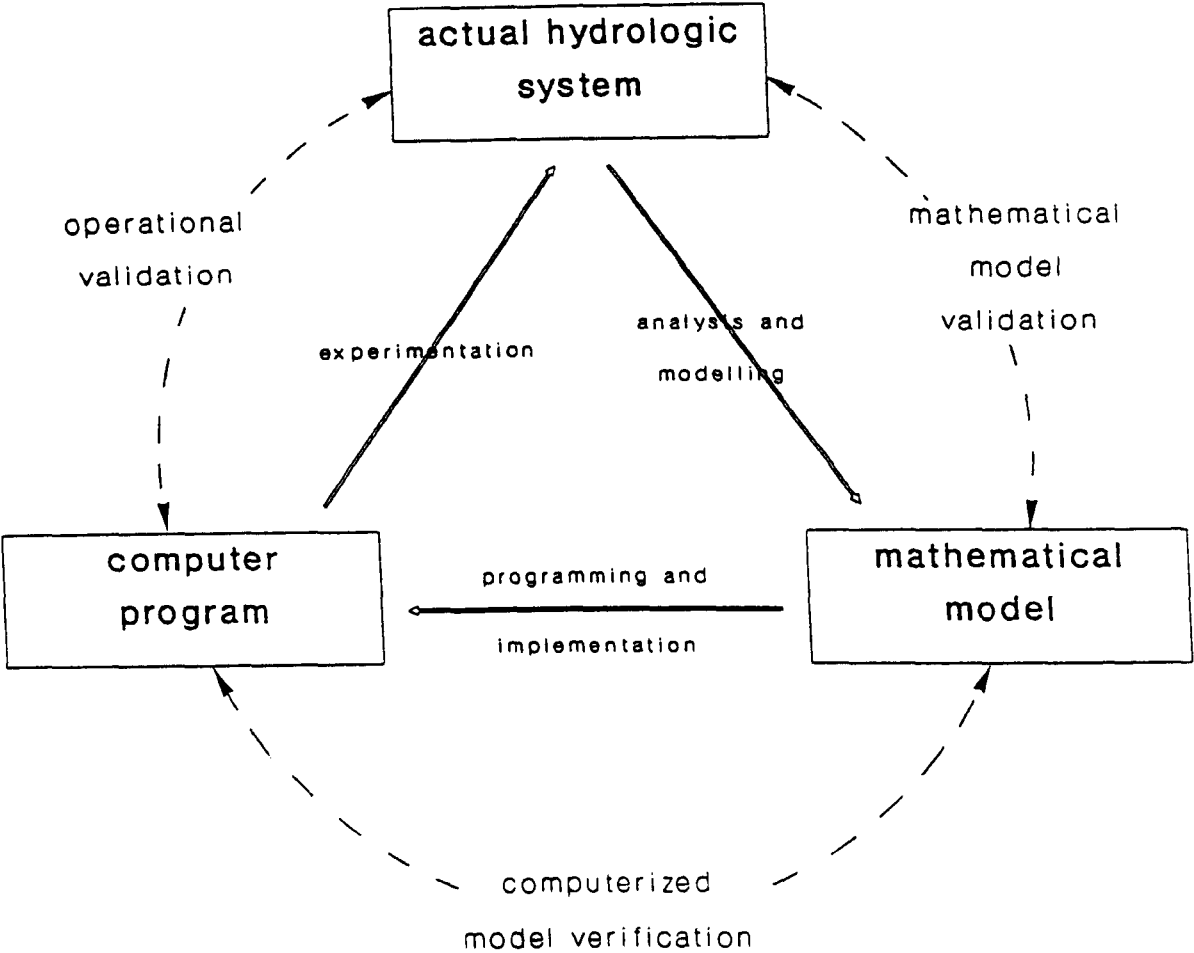 actual hydrologic
system
operational
validation
mathematical
model
validation
experimentation
analysis and
modelling
computer
program
programming and
implementation
mathematical
model
computerized
model verification